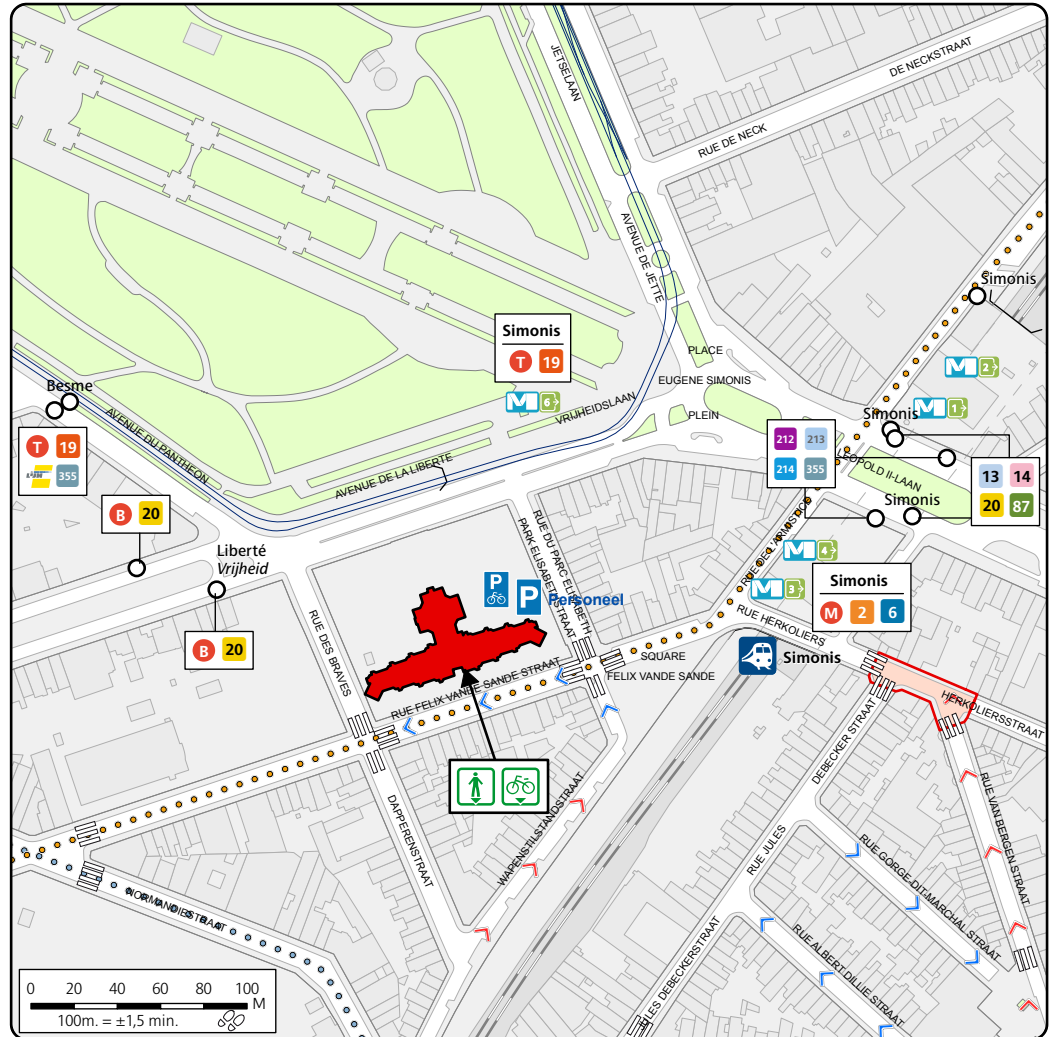 JETSELAAN
DE NECKSTRAAT
RUE DE NECK
AVENUE DE JETTE
Simonis
Simonis
T 19
PLACE
EUGENE SIMONIS
PLEIN
M 2
M 1
M 6
VRIJHEIDSLAAN
Besme
T 19
LIJN 355
AVENUE DU PANTHEON
AVENUE DE LA LIBERTE
Simonis
212 213
214 355
LEOPOLD II-LAAN
13 14
20 87
Simonis
B 20
Liberté
Vrijheid
B 20
RUE DU PARC ELISABETH
PARK ELISABETHSTRAAT
RUE DE L'ARMISTICE
M 4
M 3
Simonis
M 2 6
P
P Personeel
RUE HERKOLIERS
RUE DES BRAVES
SQUARE
FELIX VANDE SANDE
Simonis
RUE FELIX VANDE SANDE STRAAT
HERKOLIERSSTRAAT
DEBECKER STRAAT
RUE JULES
DAPPERENSTRAAT
WAPENSTILSTANDSTRAAT
RUE VAN BERGEN STRAAT
RUE GORGE-DIT-MARCHAL STRAAT
RUE ALBERT DILLIE STRAAT
JULES DEBECKERSTRAAT
NORMANDIESTRAAT
0 20 40 60 80 100
M
100m. = ±1,5 min.